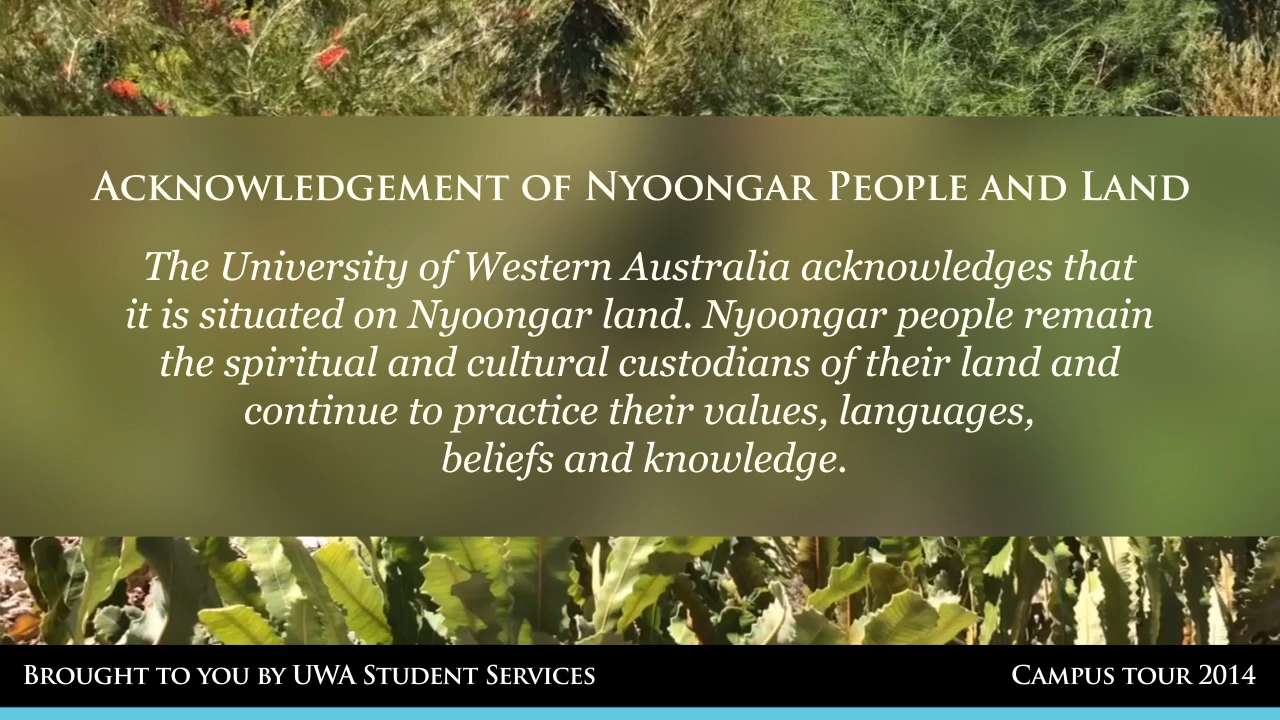 Acknowledgement of Nyoongar People and Land
The University of Western Australia acknowledges that
it is situated on Nyoongar land. Nyoongar people remain
the spiritual and cultural custodians of their land and
continue to practice their values, languages,
beliefs and knowledge.
Brought to you by UWA Student Services
Campus tour 2014